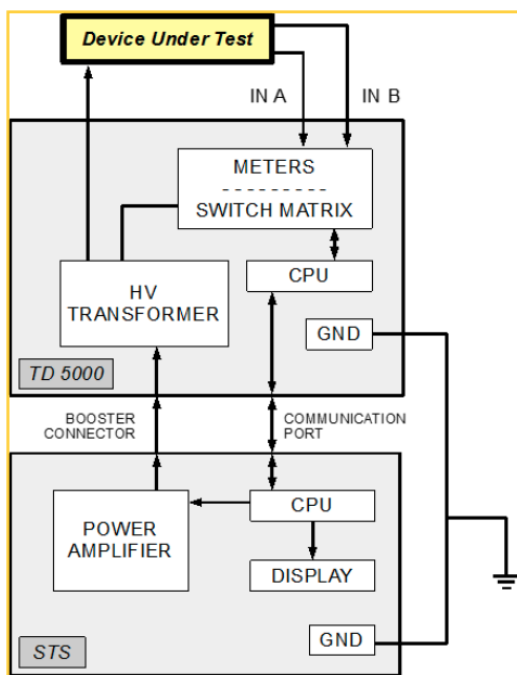 Device Under Test
IN A
IN B
METERS
SWITCH MATRIX
CPU
HV
TRANSFORMER
GND
TD 5000
BOOSTER
CONNECTOR
COMMUNICATION
PORT
POWER
AMPLIFIER
CPU
DISPLAY
GND
STS